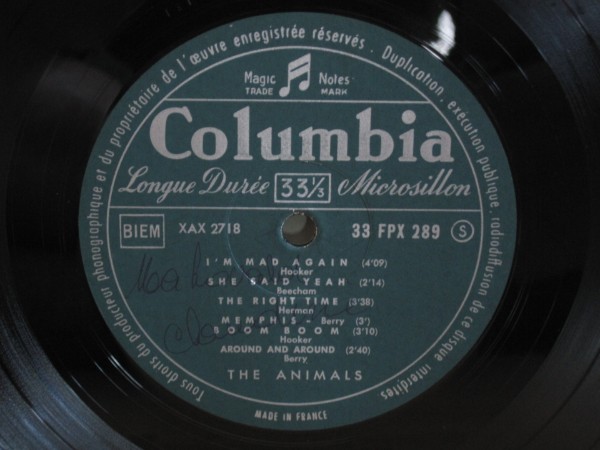 Tous droits du producteur phonographique et du propriétaire de l'œuvre enregistrée réservés. Duplication, exécution publique, radiodiffusion de ce disque interdites
Magic Notes
TRADE MARK
Columbia
Longue Durée 33⅓ Microsillon
BIEM XAX 2718 33 FPX 289 S
I'M MAD AGAIN (4'09)
Hooker
SHE SAID YEAH (2'14)
Beecham
THE RIGHT TIME (3'38)
Herman
MEMPHIS - Berry (3')
BOOM BOOM (3'10)
Hooker
AROUND AND AROUND (2'40)
Berry
THE ANIMALS
MADE IN FRANCE